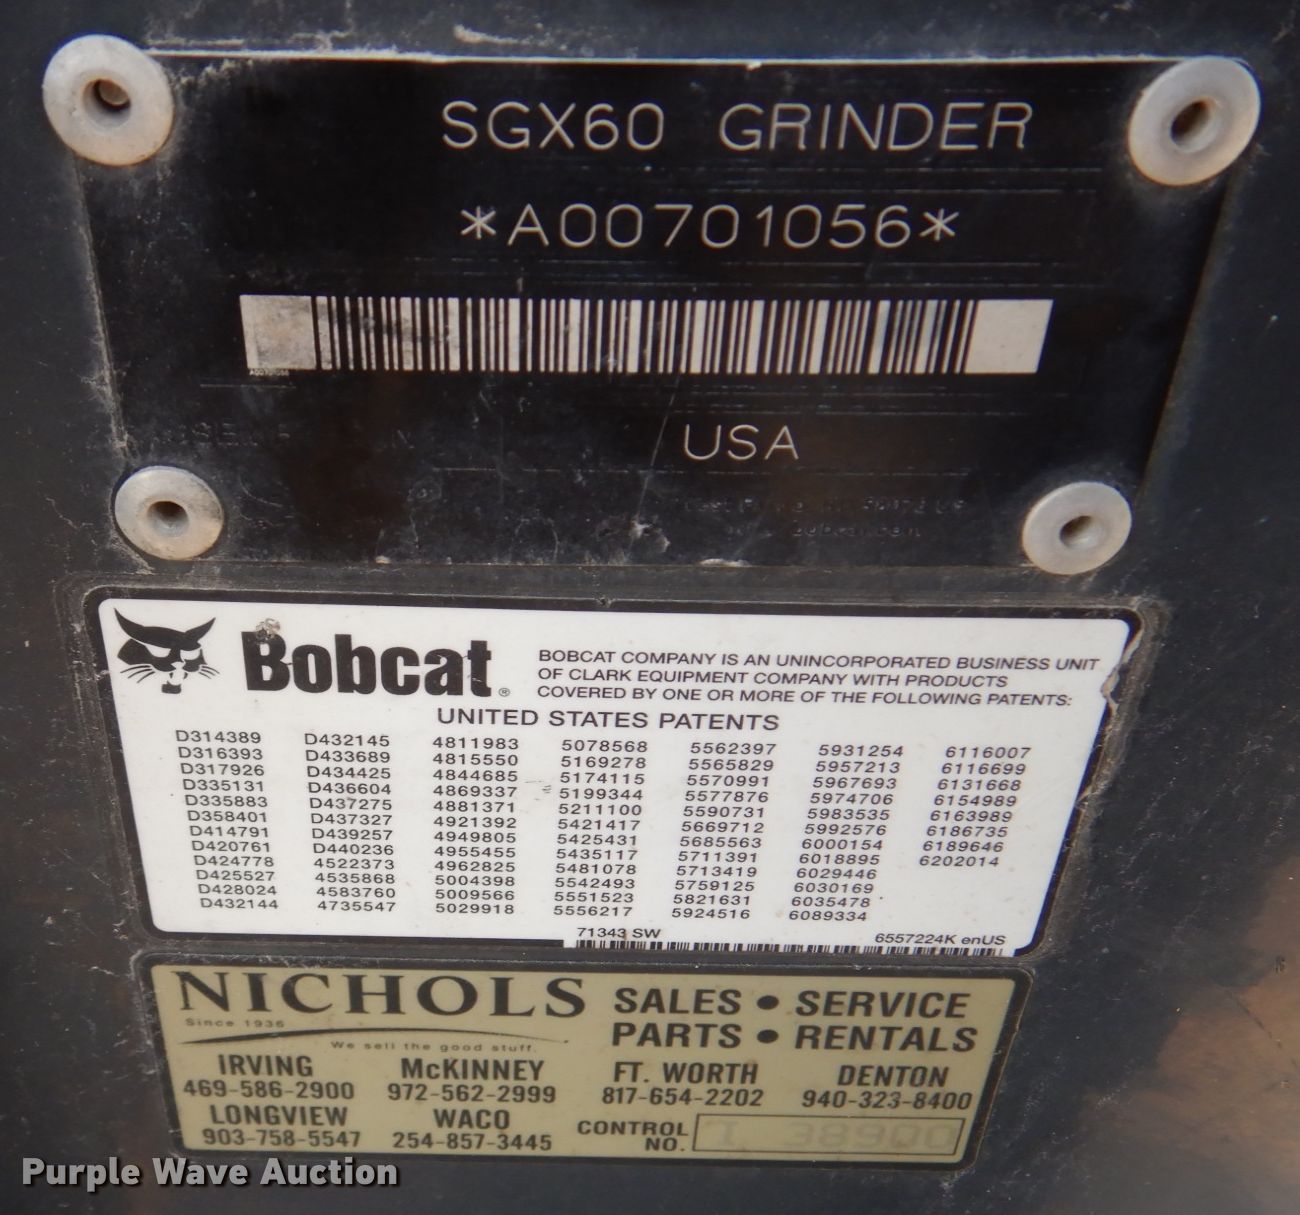 SGX60 GRINDER
*A00701056*
A00701056
USA
Bobcat®
BOBCAT COMPANY IS AN UNINCORPORATED BUSINESS UNIT
OF CLARK EQUIPMENT COMPANY WITH PRODUCTS
COVERED BY ONE OR MORE OF THE FOLLOWING PATENTS:
UNITED STATES PATENTS
D314389 D432145 4811983 5078568 5562397 5931254 6116007
D316393 D433689 4815550 5169278 5565829 5957213 6116699
D317926 D434425 4844685 5174115 5570991 5967693 6131668
D335131 D436604 4869337 5199344 5577876 5974706 6154989
D335883 D437275 4881371 5211100 5590731 5983535 6163989
D358401 D437327 4921392 5421417 5669712 5992576 6186735
D414791 D439257 4949805 5425431 5685563 6000154 6189646
D420761 D440236 4955455 5435117 5711391 6018895 6202014
D424778 4522373 4962825 5481078 5713419 6029446
D425527 4535868 5004398 5542493 5759125 6030169
D428024 4583760 5009566 5551523 5821631 6035478
D432144 4735547 5029918 5556217 5924516 6089334
71343 SW 6557224K enUS
NICHOLS
Since 1936
We sell the good stuff.
SALES • SERVICE
PARTS • RENTALS
IRVING McKINNEY FT. WORTH DENTON
469-586-2900 972-562-2999 817-654-2202 940-323-8400
LONGVIEW WACO CONTROL NO. I 38900
903-758-5547 254-857-3445
Purple Wave Auction